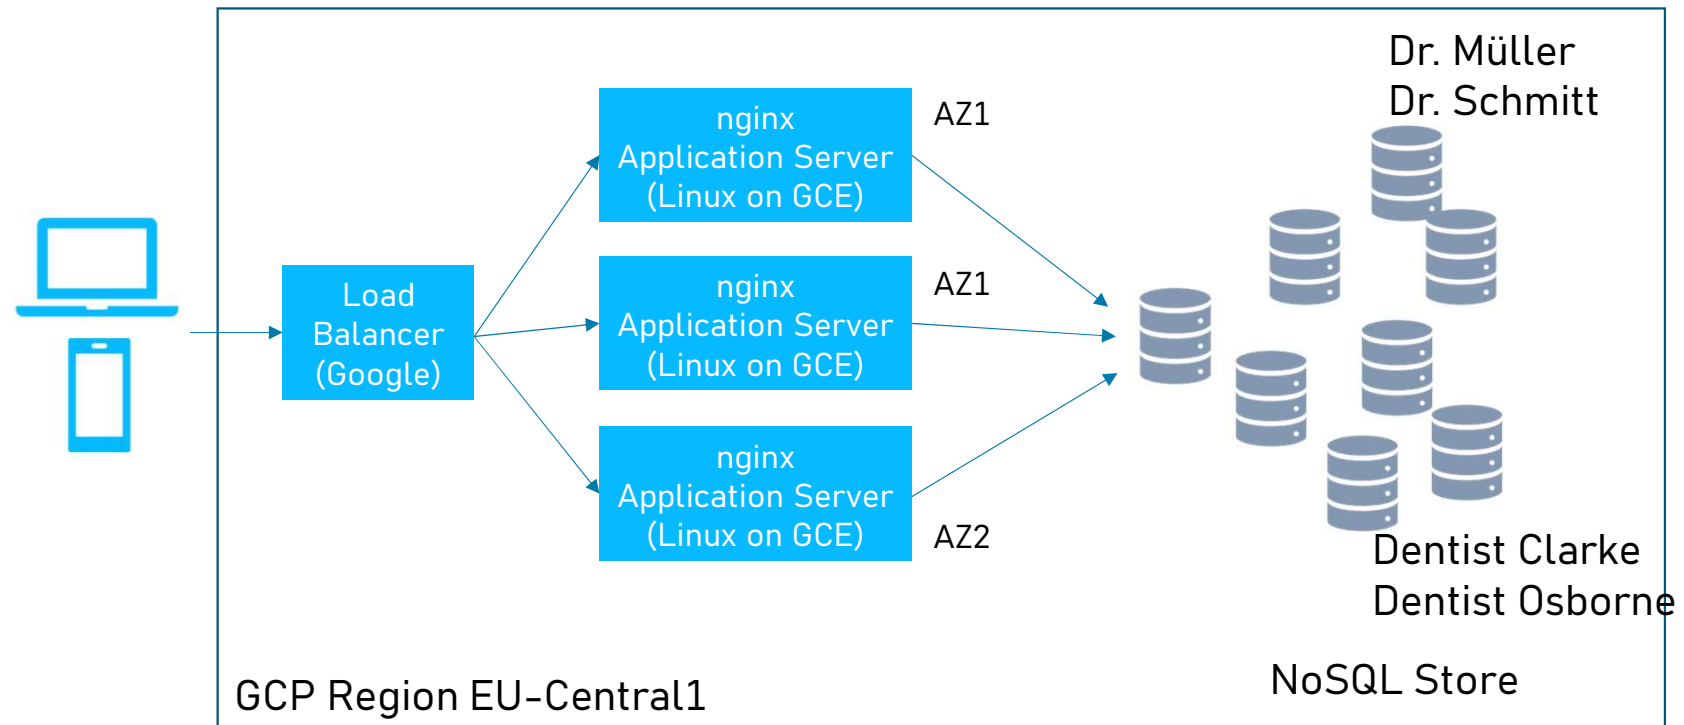 Dr. Müller
Dr. Schmitt
nginx
Application Server
(Linux on GCE)
AZ1
Load
Balancer
(Google)
nginx
Application Server
(Linux on GCE)
AZ1
nginx
Application Server
(Linux on GCE)
AZ2
Dentist Clarke
Dentist Osborne
NoSQL Store
GCP Region EU-Central1